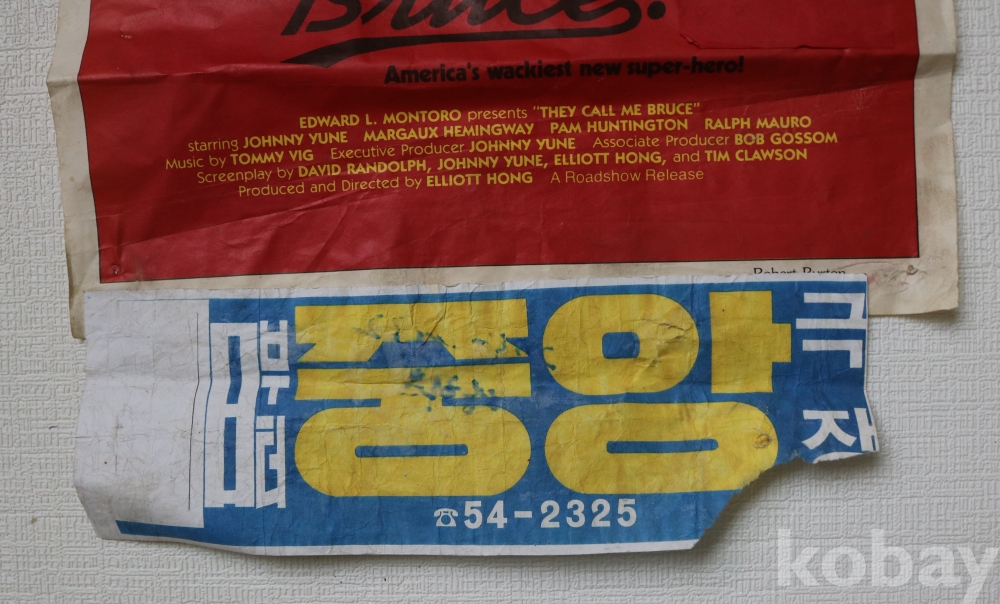 Bruce?
America's wackiest new super-hero!
EDWARD L. MONTORO presents "THEY CALL ME BRUCE"
starring JOHNNY YUNE MARGAUX HEMINGWAY PAM HUNTINGTON RALPH MAURO
Music by TOMMY VIG Executive Producer JOHNNY YUNE Associate Producer BOB GOSSOM
Screenplay by DAVID RANDOLPH, JOHNNY YUNE, ELLIOTT HONG, and TIM CLAWSON
Produced and Directed by ELLIOTT HONG A Roadshow Release
중앙
극장
☎54-2325
kobay